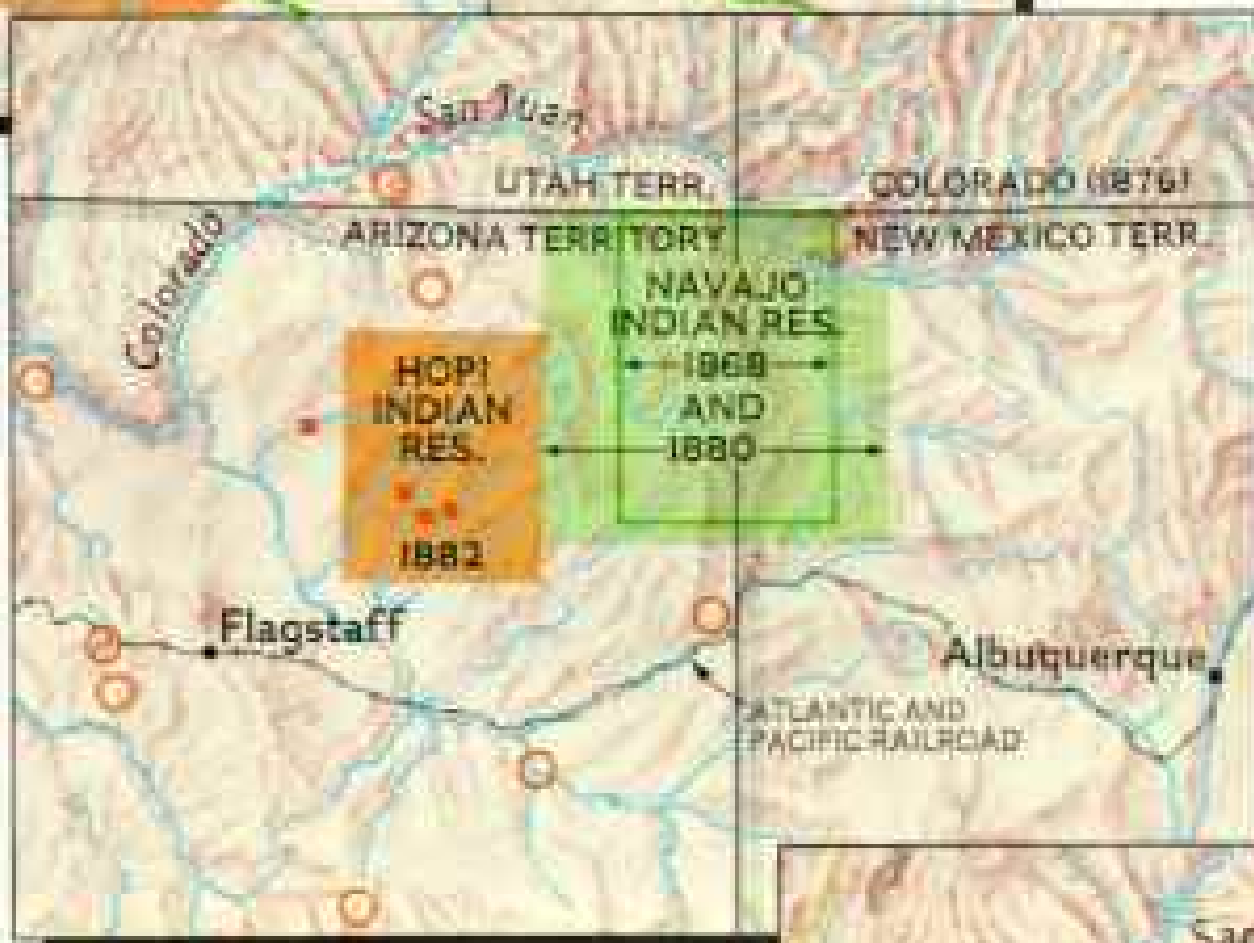 San Juan
UTAH TERR.
COLORADO (1876)
Colorado
ARIZONA TERRITORY
NEW MEXICO TERR.
NAVAJO
INDIAN RES.
1868
AND
1880
HOPI
INDIAN
RES.
1882
Flagstaff
Albuquerque
ATLANTIC AND
PACIFIC RAILROAD